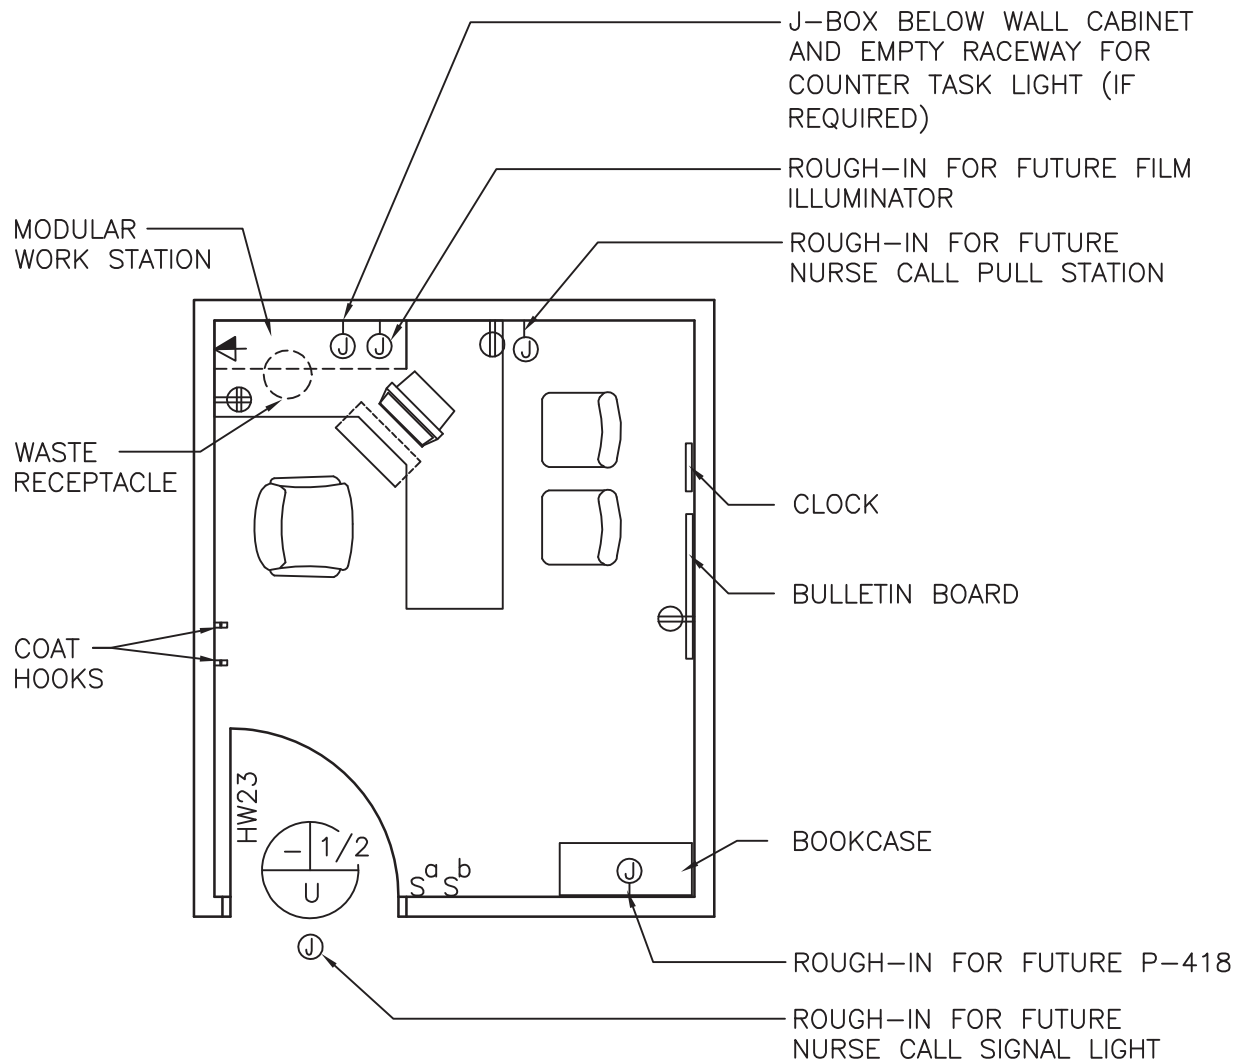 J-BOX BELOW WALL CABINET
AND EMPTY RACEWAY FOR
COUNTER TASK LIGHT (IF
REQUIRED)
ROUGH-IN FOR FUTURE FILM
ILLUMINATOR
MODULAR
WORK STATION
ROUGH-IN FOR FUTURE
NURSE CALL PULL STATION
J
J
J
WASTE
RECEPTACLE
CLOCK
BULLETIN BOARD
COAT
HOOKS
HW23
- 1/2
U
S a S b
J
BOOKCASE
J
ROUGH-IN FOR FUTURE P-418
ROUGH-IN FOR FUTURE
NURSE CALL SIGNAL LIGHT